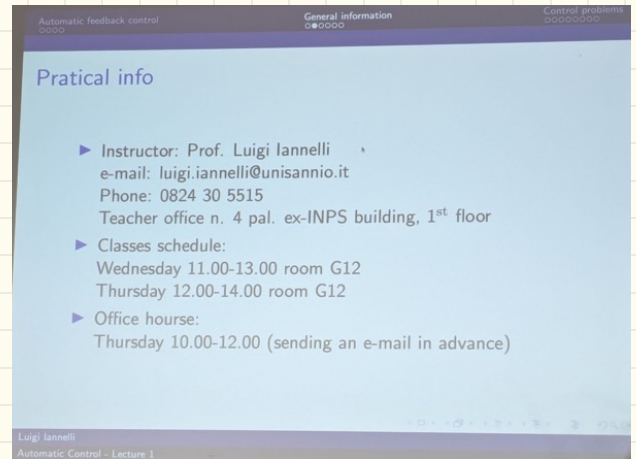 Automatic feedback control
General information
Control problems
Pratical info
Instructor: Prof. Luigi Iannelli
e-mail: luigi.iannelli@unisannio.it
Phone: 0824 30 5515
Teacher office n. 4 pal. ex-INPS building, 1st floor
Classes schedule:
Wednesday 11.00-13.00 room G12
Thursday 12.00-14.00 room G12
Office hourse:
Thursday 10.00-12.00 (sending an e-mail in advance)
Luigi Iannelli
Automatic Control - Lecture 1